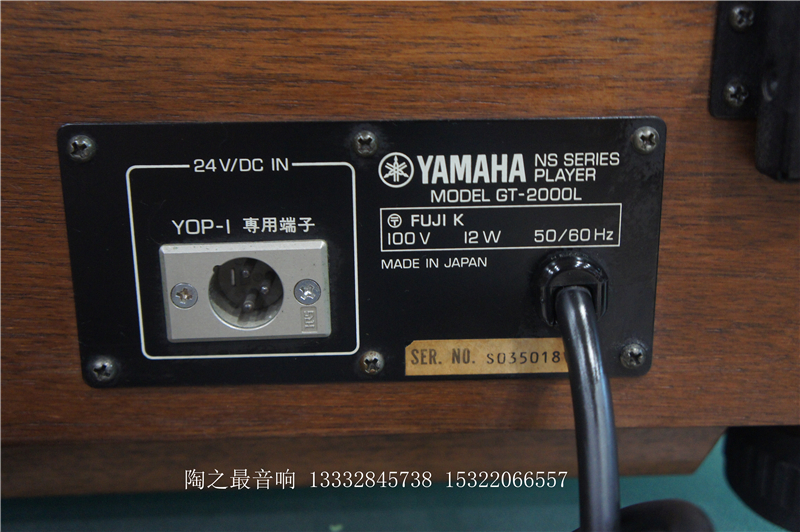 24V/DC IN
YOP-1 専用端子
YAMAHA
NS SERIES
PLAYER
MODEL GT-2000L
〶 FUJI K
100V 12W 50/60Hz
MADE IN JAPAN
SER. NO. S035018
陶之最音响 13332845738 15322066557